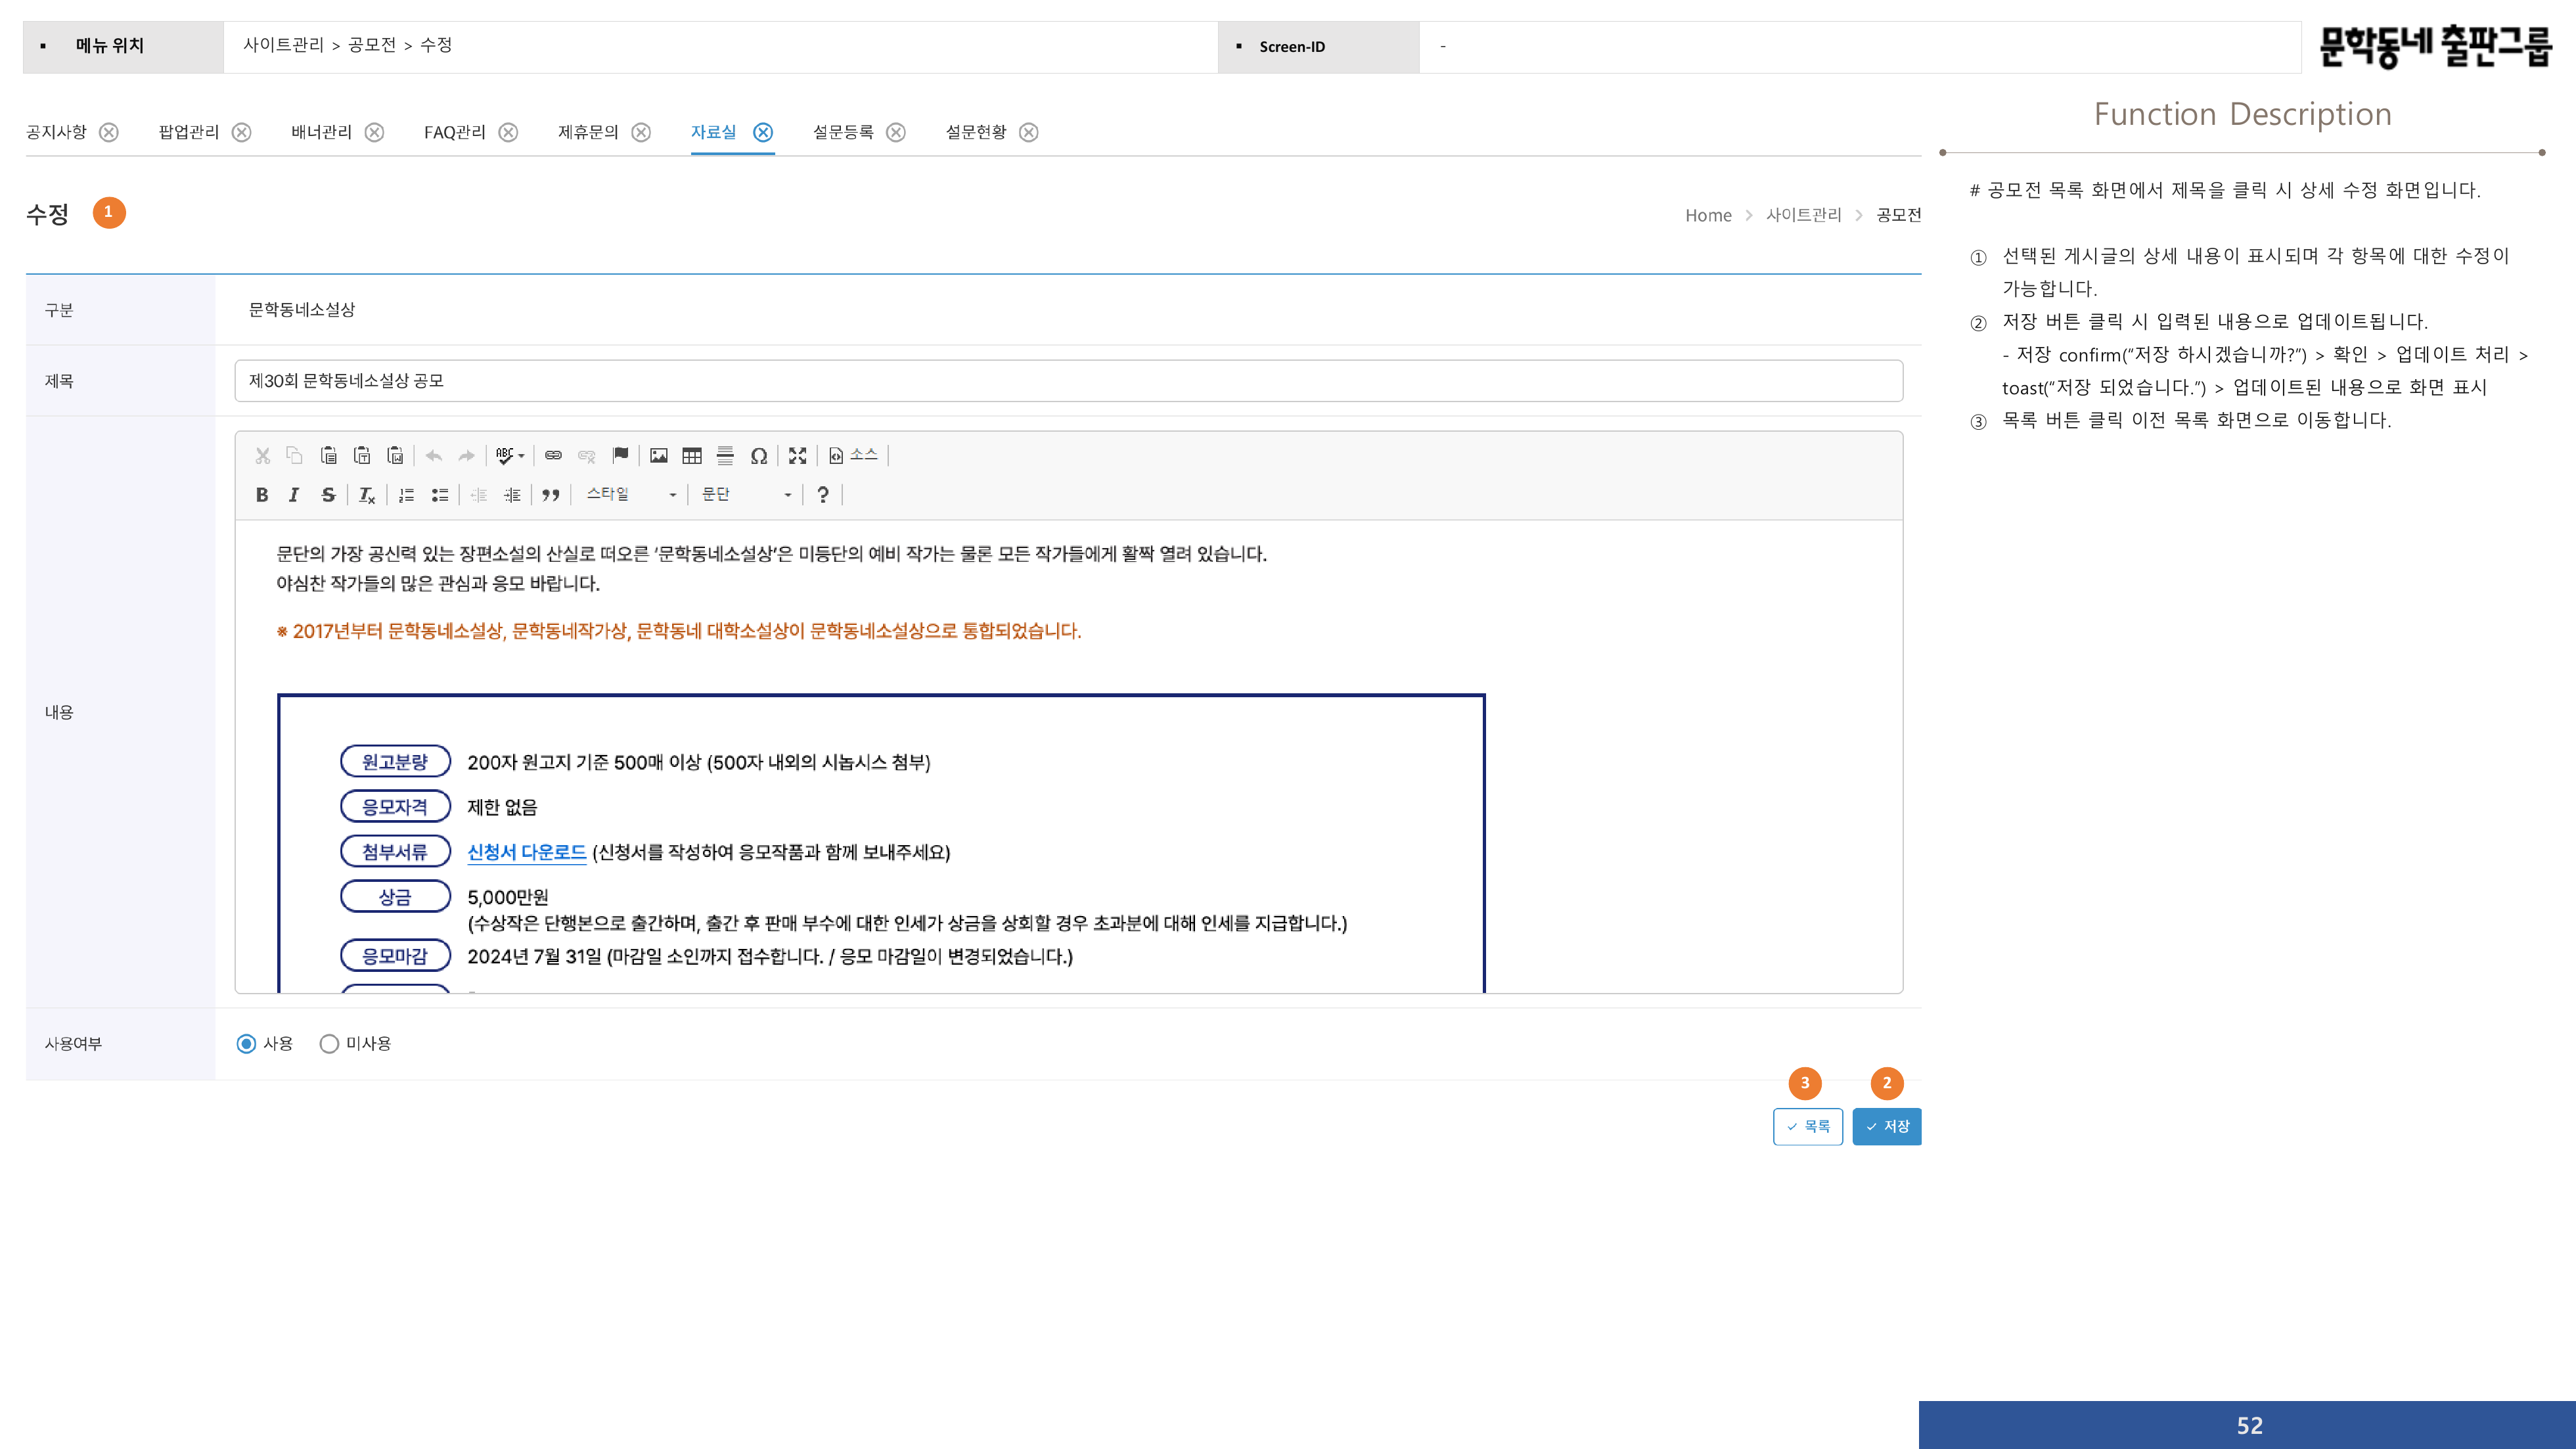 ▪ 메뉴 위치
사이트관리 > 공모전 > 수정
▪ Screen-ID
-
문학동네 출판그룹
공지사항 팝업관리 배너관리 FAQ관리 제휴문의 자료실 설문등록 설문현황
수정 1
Home > 사이트관리 > 공모전
구분 문학동네소설상
제목 제30회 문학동네소설상 공모
내용
ABC Ω 소스
B I S Tx 스타일 문단 ?
문단의 가장 공신력 있는 장편소설의 산실로 떠오른 ‘문학동네소설상’은 미등단의 예비 작가는 물론 모든 작가들에게 활짝 열려 있습니다.
야심찬 작가들의 많은 관심과 응모 바랍니다.
※ 2017년부터 문학동네소설상, 문학동네작가상, 문학동네 대학소설상이 문학동네소설상으로 통합되었습니다.
원고분량 200자 원고지 기준 500매 이상 (500자 내외의 시놉시스 첨부)
응모자격 제한 없음
첨부서류 신청서 다운로드 (신청서를 작성하여 응모작품과 함께 보내주세요)
상금 5,000만원
(수상작은 단행본으로 출간하며, 출간 후 판매 부수에 대한 인세가 상금을 상회할 경우 초과분에 대해 인세를 지급합니다.)
응모마감 2024년 7월 31일 (마감일 소인까지 접수합니다. / 응모 마감일이 변경되었습니다.)
사용여부 사용 미사용
3 2
목록 저장
Function Description
# 공모전 목록 화면에서 제목을 클릭 시 상세 수정 화면입니다.
① 선택된 게시글의 상세 내용이 표시되며 각 항목에 대한 수정이
가능합니다.
② 저장 버튼 클릭 시 입력된 내용으로 업데이트됩니다.
- 저장 confirm(“저장 하시겠습니까?”) > 확인 > 업데이트 처리 >
toast(“저장 되었습니다.”) > 업데이트된 내용으로 화면 표시
③ 목록 버튼 클릭 이전 목록 화면으로 이동합니다.
52